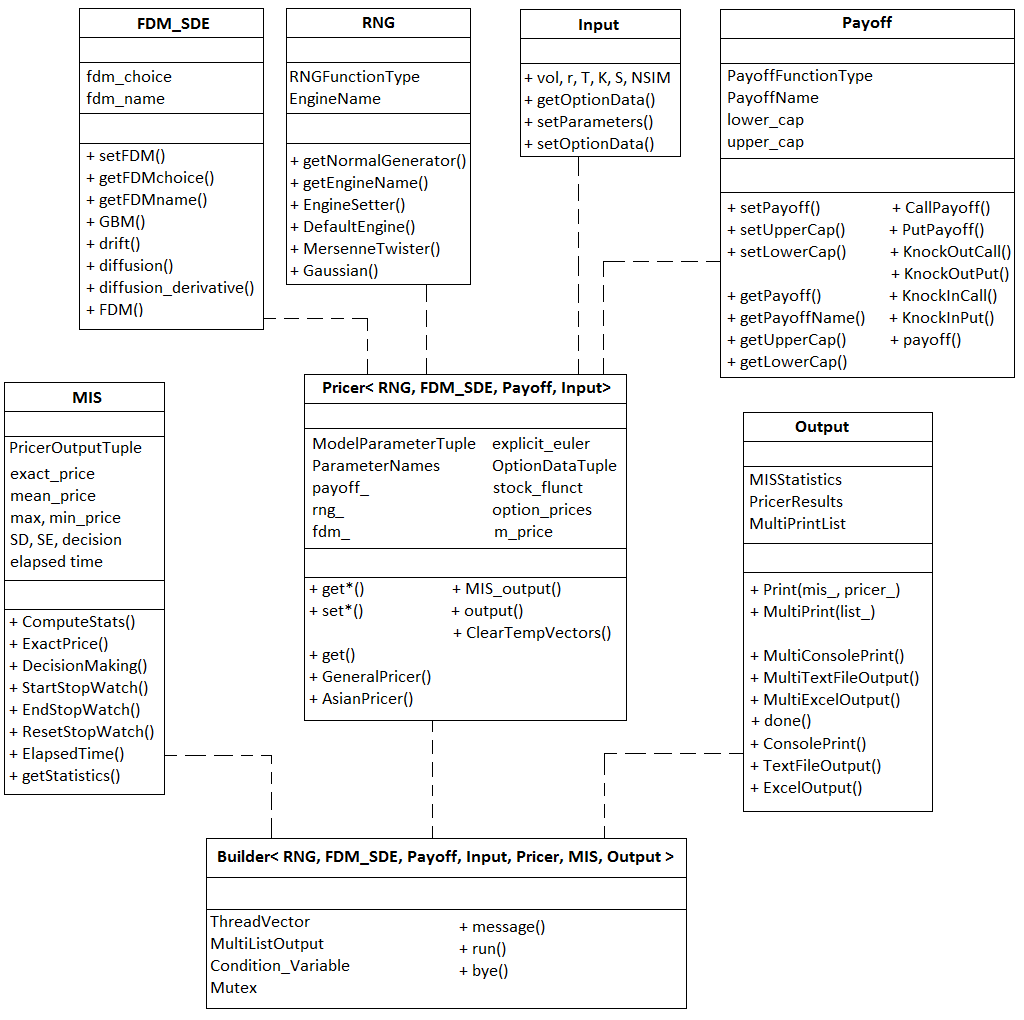 FDM_SDE
fdm_choice
fdm_name
+ setFDM()
+ getFDMchoice()
+ getFDMname()
+ GBM()
+ drift()
+ diffusion()
+ diffusion_derivative()
+ FDM()
RNG
RNGFunctionType
EngineName
+ getNormalGenerator()
+ getEngineName()
+ EngineSetter()
+ DefaultEngine()
+ MersenneTwister()
+ Gaussian()
Input
+ vol, r, T, K, S, NSIM
+ getOptionData()
+ setParameters()
+ setOptionData()
Payoff
PayoffFunctionType
PayoffName
lower_cap
upper_cap
+ setPayoff()
+ setUpperCap()
+ setLowerCap()
+ getPayoff()
+ getPayoffName()
+ getUpperCap()
+ getLowerCap()
+ CallPayoff()
+ PutPayoff()
+ KnockOutCall()
+ KnockOutPut()
+ KnockInCall()
+ KnockInPut()
+ payoff()
MIS
PricerOutputTuple
exact_price
mean_price
max, min_price
SD, SE, decision
elapsed time
+ ComputeStats()
+ ExactPrice()
+ DecisionMaking()
+ StartStopWatch()
+ EndStopWatch()
+ ResetStopWatch()
+ ElapsedTime()
+ getStatistics()
Pricer< RNG, FDM_SDE, Payoff, Input>
ModelParameterTuple
ParameterNames
payoff_
rng_
fdm_
explicit_euler
OptionDataTuple
stock_flunct
option_prices
m_price
+ get*()
+ set*()
+ get()
+ GeneralPricer()
+ AsianPricer()
+ MIS_output()
+ output()
+ ClearTempVectors()
Output
MISStatistics
PricerResults
MultiPrintList
+ Print(mis_, pricer_)
+ MultiPrint(list_)
+ MultiConsolePrint()
+ MultiTextFileOutput()
+ MultiExcelOutput()
+ done()
+ ConsolePrint()
+ TextFileOutput()
+ ExcelOutput()
Builder< RNG, FDM_SDE, Payoff, Input, Pricer, MIS, Output >
ThreadVector
MultiListOutput
Condition_Variable
Mutex
+ message()
+ run()
+ bye()